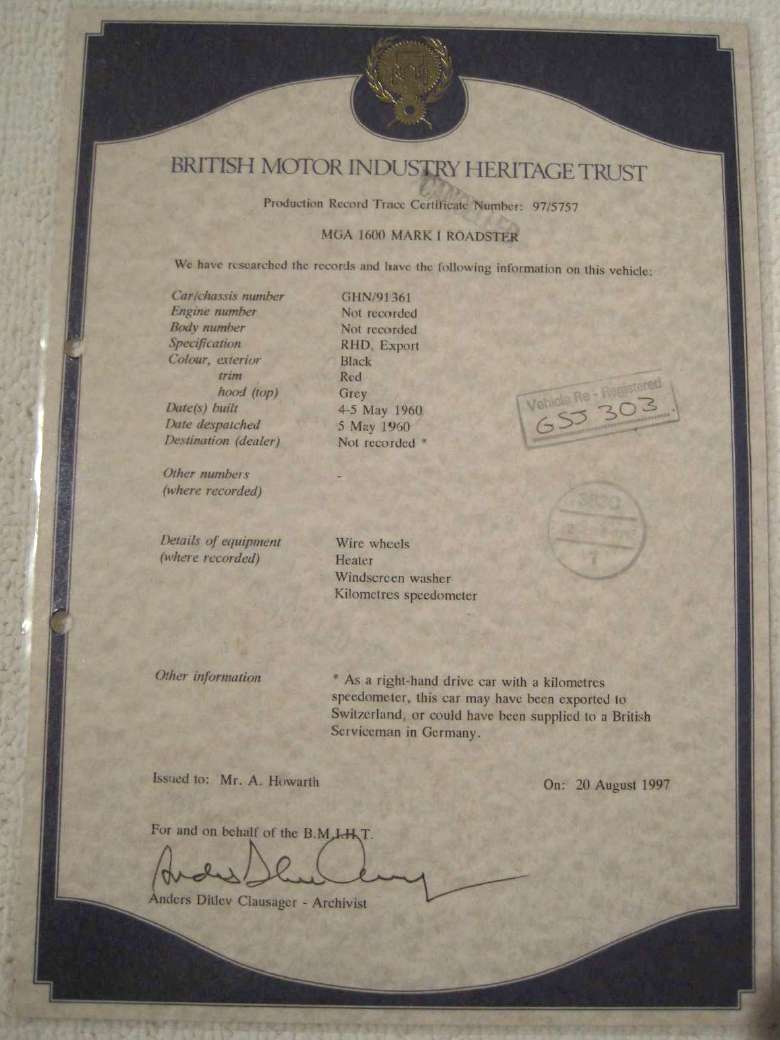 BRITISH MOTOR INDUSTRY HERITAGE TRUST
Production Record Trace Certificate Number: 97/5757
MGA 1600 MARK I ROADSTER
We have researched the records and have the following information on this vehicle:
Car/chassis number GHN/91361
Engine number Not recorded
Body number Not recorded
Specification RHD, Export
Colour, exterior Black
trim Red
hood (top) Grey
Date(s) built 4-5 May 1960
Date despatched 5 May 1960
Destination (dealer) Not recorded *
Vehicle Re - Registered
GSJ 303
Other numbers -
(where recorded)
Details of equipment Wire wheels
(where recorded) Heater
Windscreen washer
Kilometres speedometer
Other information * As a right-hand drive car with a kilometres
speedometer, this car may have been exported to
Switzerland, or could have been supplied to a British
Serviceman in Germany.
Issued to: Mr. A. Howarth On: 20 August 1997
For and on behalf of the B.M.I.H.T.
Anders Ditlev Clausager - Archivist